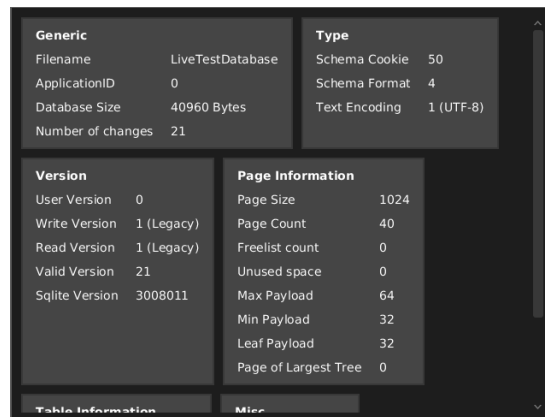 Generic
Filename LiveTestDatabase
ApplicationID 0
Database Size 40960 Bytes
Number of changes 21
Type
Schema Cookie 50
Schema Format 4
Text Encoding 1 (UTF-8)
Version
User Version 0
Write Version 1 (Legacy)
Read Version 1 (Legacy)
Valid Version 21
Sqlite Version 3008011
Page Information
Page Size 1024
Page Count 40
Freelist count 0
Unused space 0
Max Payload 64
Min Payload 32
Leaf Payload 32
Page of Largest Tree 0
Table Information
Misc